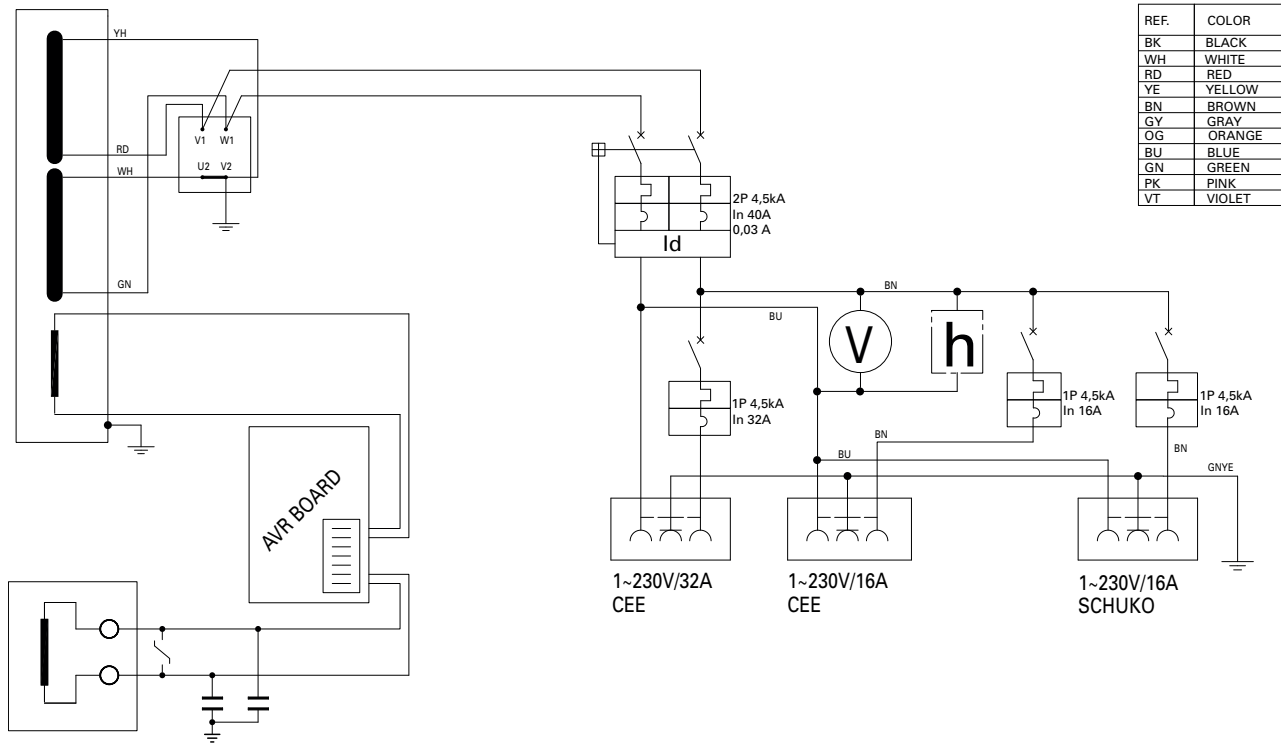 REF. COLOR
BK BLACK
WH WHITE
RD RED
YE YELLOW
BN BROWN
GY GRAY
OG ORANGE
BU BLUE
GN GREEN
PK PINK
VT VIOLET
YH
V1 W1
RD
U2 V2
WH
GN
2P 4,5kA
In 40A
0,03 A
Id
BN
BU
V
h
1P 4,5kA
In 32A
1P 4,5kA
In 16A
1P 4,5kA
In 16A
BN
BU
BN
GNYE
AVR BOARD
1~230V/32A
CEE
1~230V/16A
CEE
1~230V/16A
SCHUKO